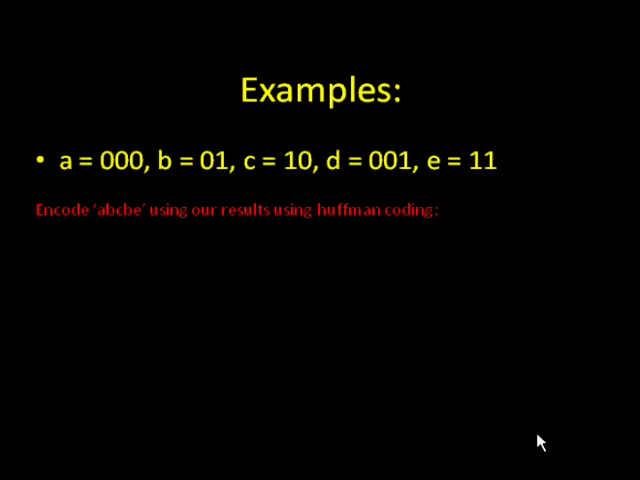 Examples:
• a = 000, b = 01, c = 10, d = 001, e = 11
Encode ‘abcbe’ using our results using huffman coding: